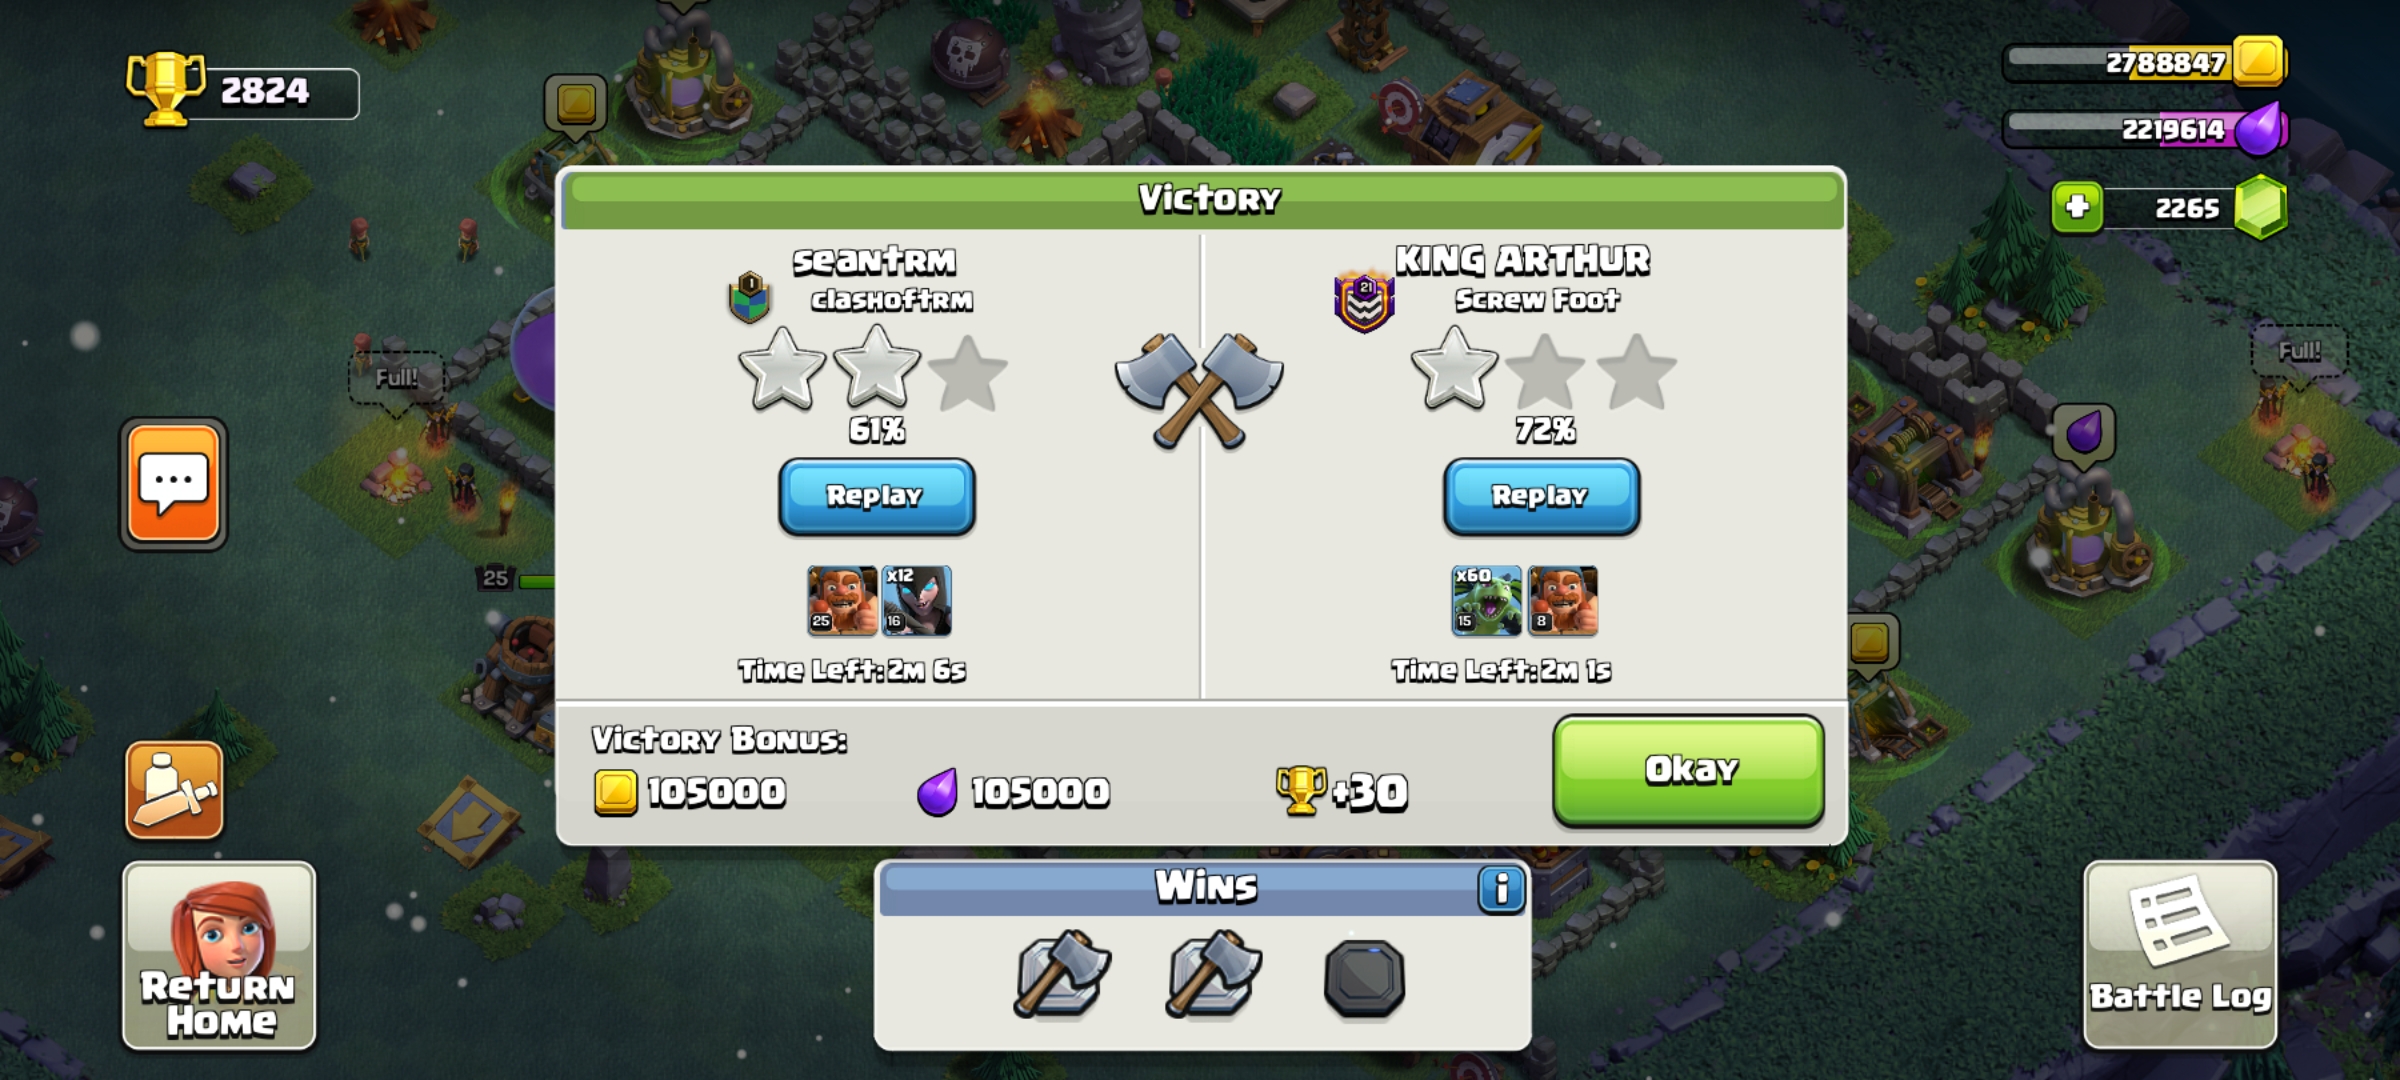 2824
2788847
2219614
2265
Victory
seantRM
clasHoftRM
1
61%
Replay
25
x12
16
Time Left:2m 6s
KING ARTHUR
Screw Foot
21
72%
Replay
x60
15
8
Time Left:2m 1s
Full!
Full!
25
Victory Bonus:
105000
105000
+30
Okay
Wins
i
Return
Home
Battle Log